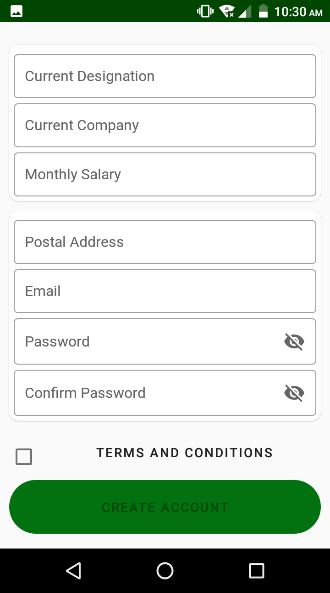 10:30 AM
Current Designation
Current Company
Monthly Salary
Postal Address
Email
Password
Confirm Password
TERMS AND CONDITIONS
CREATE ACCOUNT